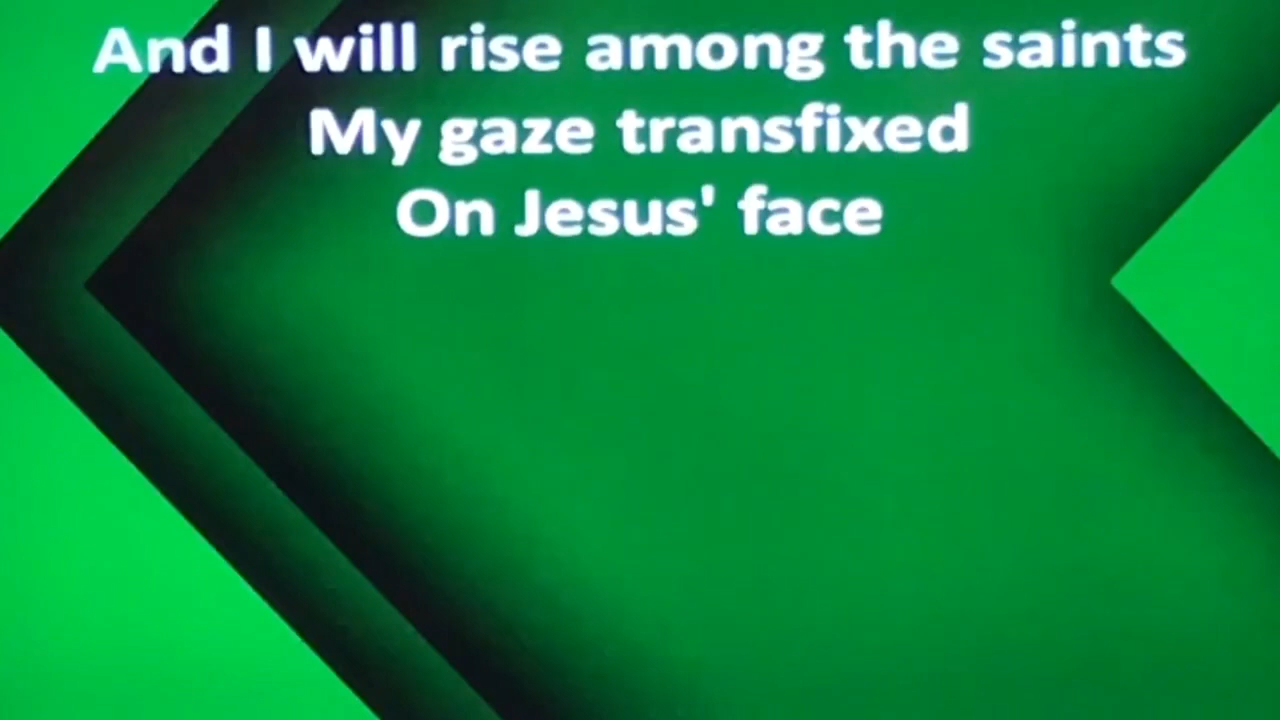 And I will rise among the saints
My gaze transfixed
On Jesus' face